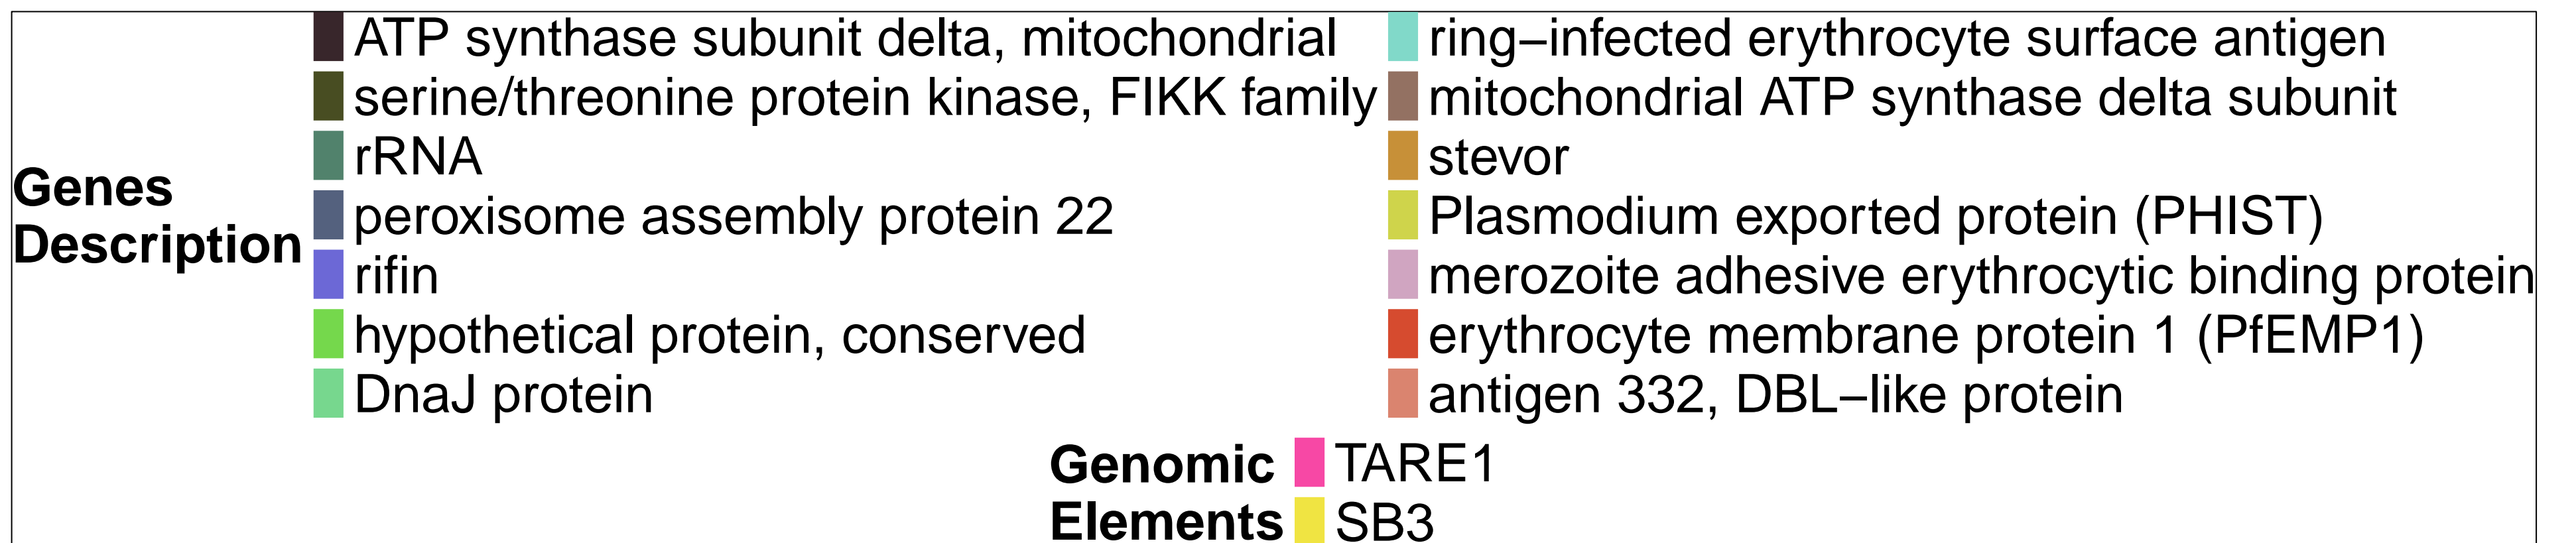 Genes
Description
ATP synthase subunit delta, mitochondrial
serine/threonine protein kinase, FIKK family
rRNA
peroxisome assembly protein 22
rifin
hypothetical protein, conserved
DnaJ protein
ring–infected erythrocyte surface antigen
mitochondrial ATP synthase delta subunit
stevor
Plasmodium exported protein (PHIST)
merozoite adhesive erythrocytic binding protein
erythrocyte membrane protein 1 (PfEMP1)
antigen 332, DBL–like protein
Genomic
Elements
TARE1
SB3